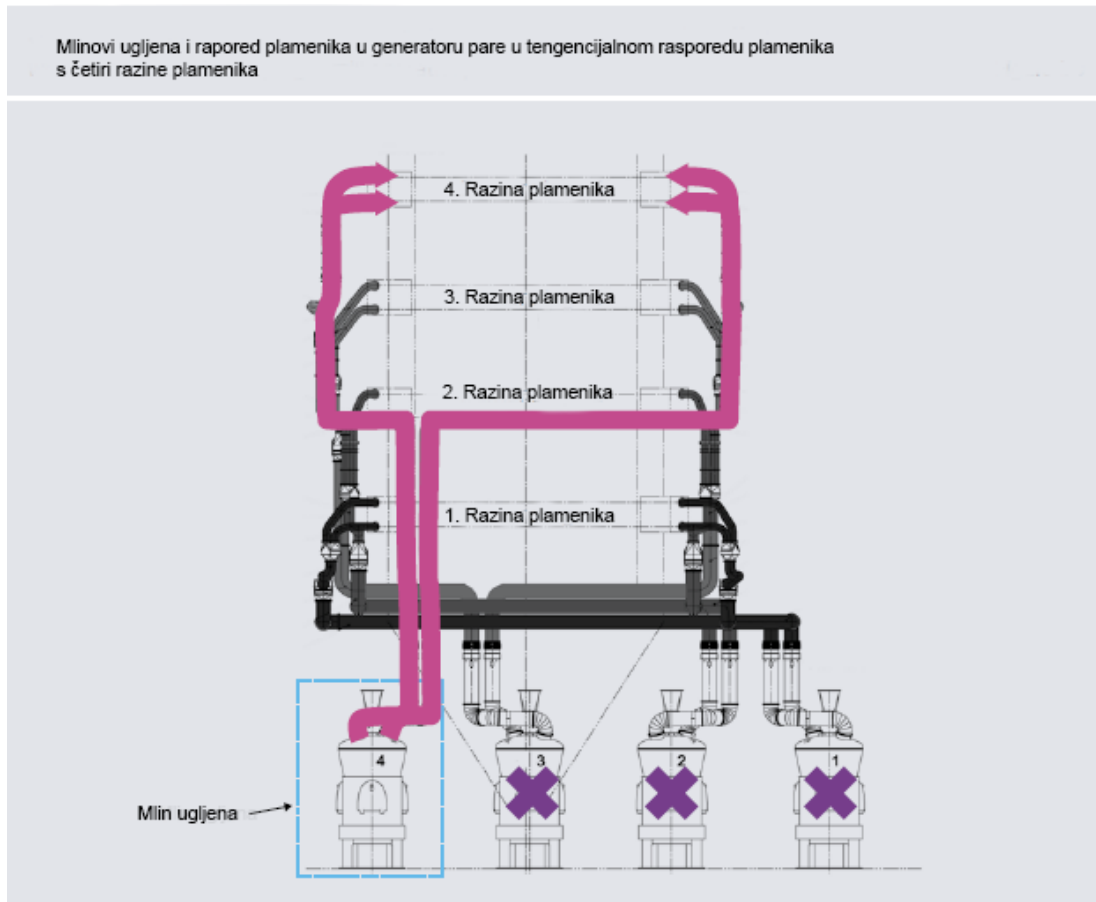 Mlinovi ugljena i rapored plamenika u generatoru pare u tengencijalnom rasporedu plamenika
s četiri razine plamenika
4. Razina plamenika
3. Razina plamenika
2. Razina plamenika
1. Razina plamenika
4
3
2
1
Mlin ugljena